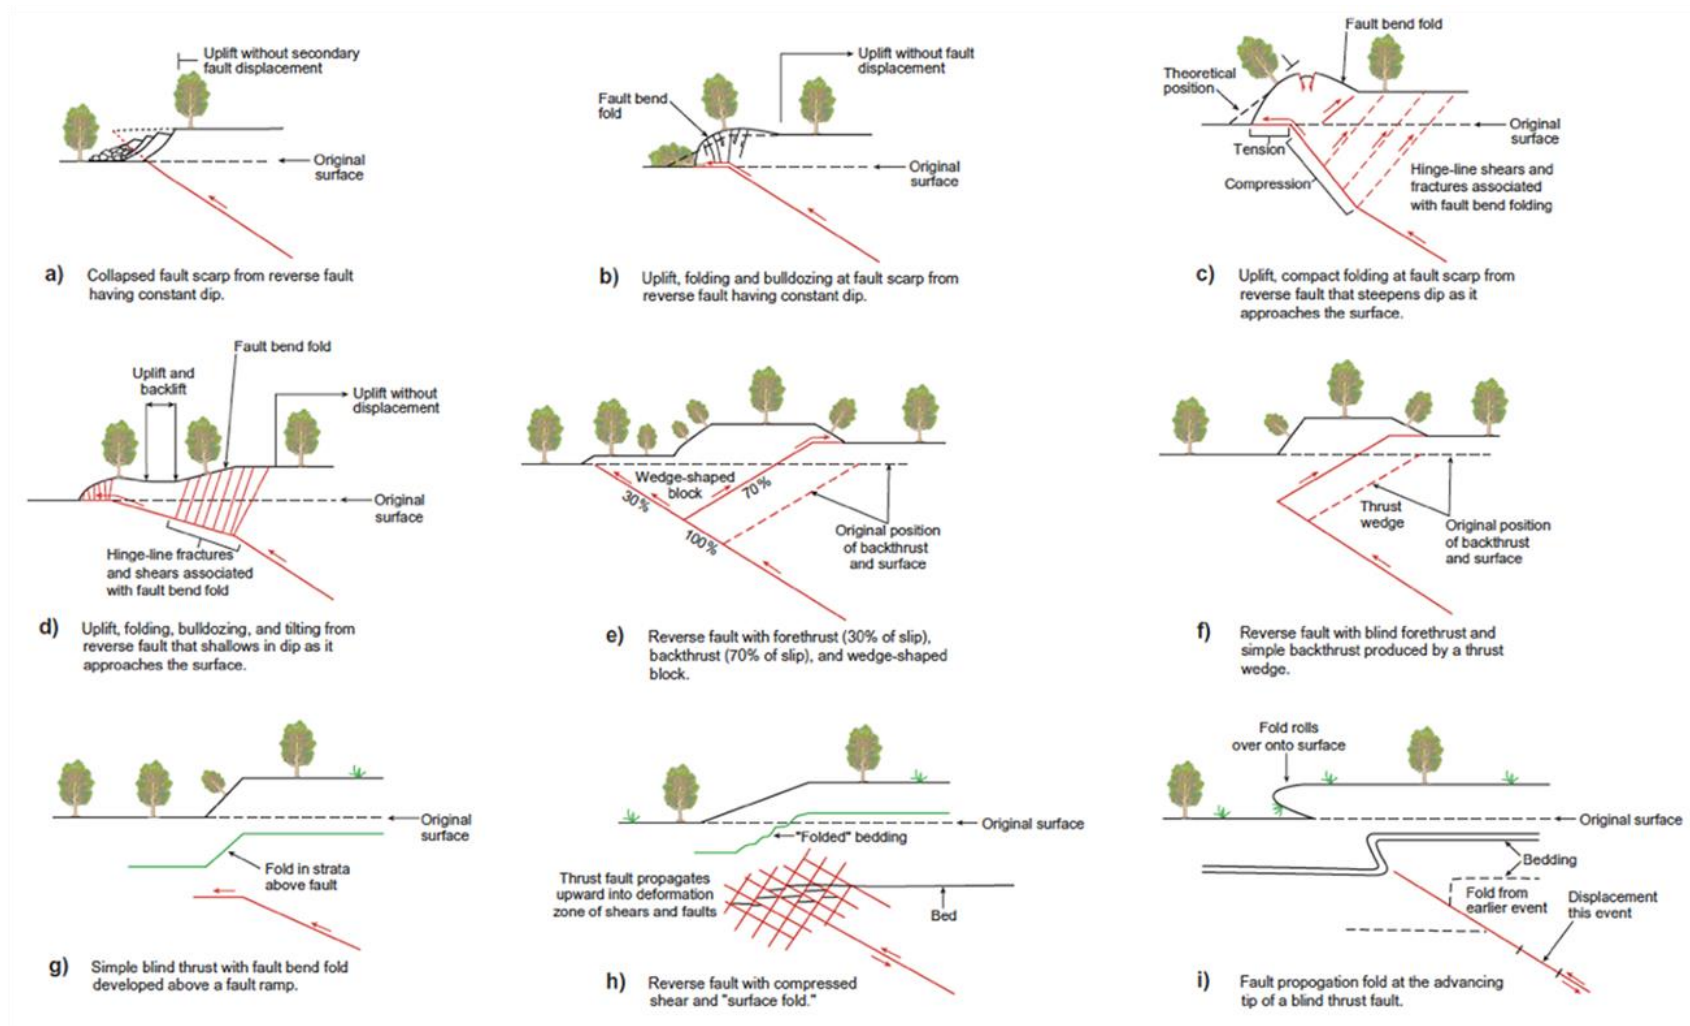 Uplift without secondary
fault displacement
Original
surface
a) Collapsed fault scarp from reverse fault
having constant dip.
Uplift without fault
displacement
Fault bend
fold
Original
surface
b) Uplift, folding and bulldozing at fault scarp from
reverse fault having constant dip.
Fault bend fold
Theoretical
position
Original
surface
Tension
Compression
Hinge-line shears and
fractures associated
with fault bend folding
c) Uplift, compact folding at fault scarp from
reverse fault that steepens dip as it
approaches the surface.
Fault bend fold
Uplift and
backlift
Uplift without
displacement
Original
surface
Hinge-line fractures
and shears associated
with fault bend fold
d) Uplift, folding, bulldozing, and tilting from
reverse fault that shallows in dip as it
approaches the surface.
Wedge-shaped
block
30%
70%
100%
Original position
of backthrust
and surface
e) Reverse fault with forethrust (30% of slip),
backthrust (70% of slip), and wedge-shaped
block.
Thrust
wedge
Original position
of backthrust
and surface
f) Reverse fault with blind forethrust and
simple backthrust produced by a thrust
wedge.
Original
surface
Fold in strata
above fault
g) Simple blind thrust with fault bend fold
developed above a fault ramp.
Original surface
"Folded" bedding
Thrust fault propagates
upward into deformation
zone of shears and faults
Bed
h) Reverse fault with compressed
shear and "surface fold."
Fold rolls
over onto surface
Original surface
Bedding
Fold from
earlier event
Displacement
this event
i) Fault propogation fold at the advancing
tip of a blind thrust fault.